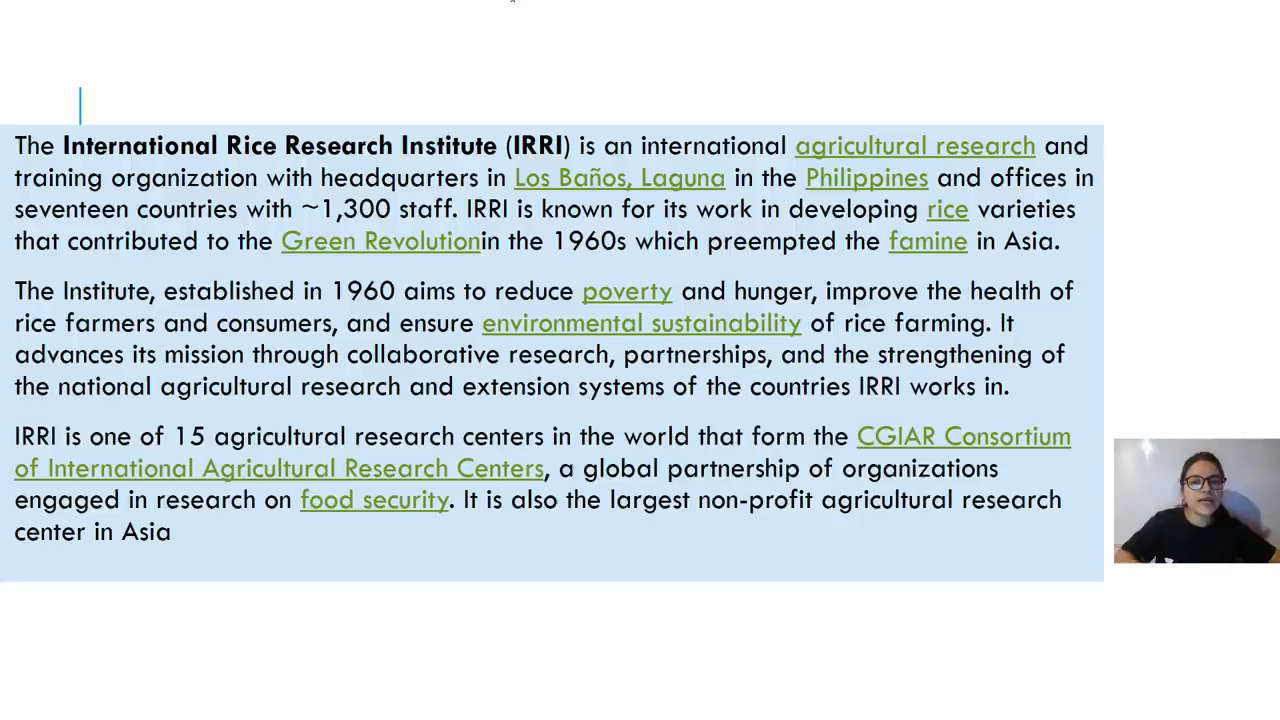 The International Rice Research Institute (IRRI) is an international agricultural research and
training organization with headquarters in Los Baños, Laguna in the Philippines and offices in
seventeen countries with ~1,300 staff. IRRI is known for its work in developing rice varieties
that contributed to the Green Revolutionin the 1960s which preempted the famine in Asia.
The Institute, established in 1960 aims to reduce poverty and hunger, improve the health of
rice farmers and consumers, and ensure environmental sustainability of rice farming. It
advances its mission through collaborative research, partnerships, and the strengthening of
the national agricultural research and extension systems of the countries IRRI works in.
IRRI is one of 15 agricultural research centers in the world that form the CGIAR Consortium
of International Agricultural Research Centers, a global partnership of organizations
engaged in research on food security. It is also the largest non-profit agricultural research
center in Asia